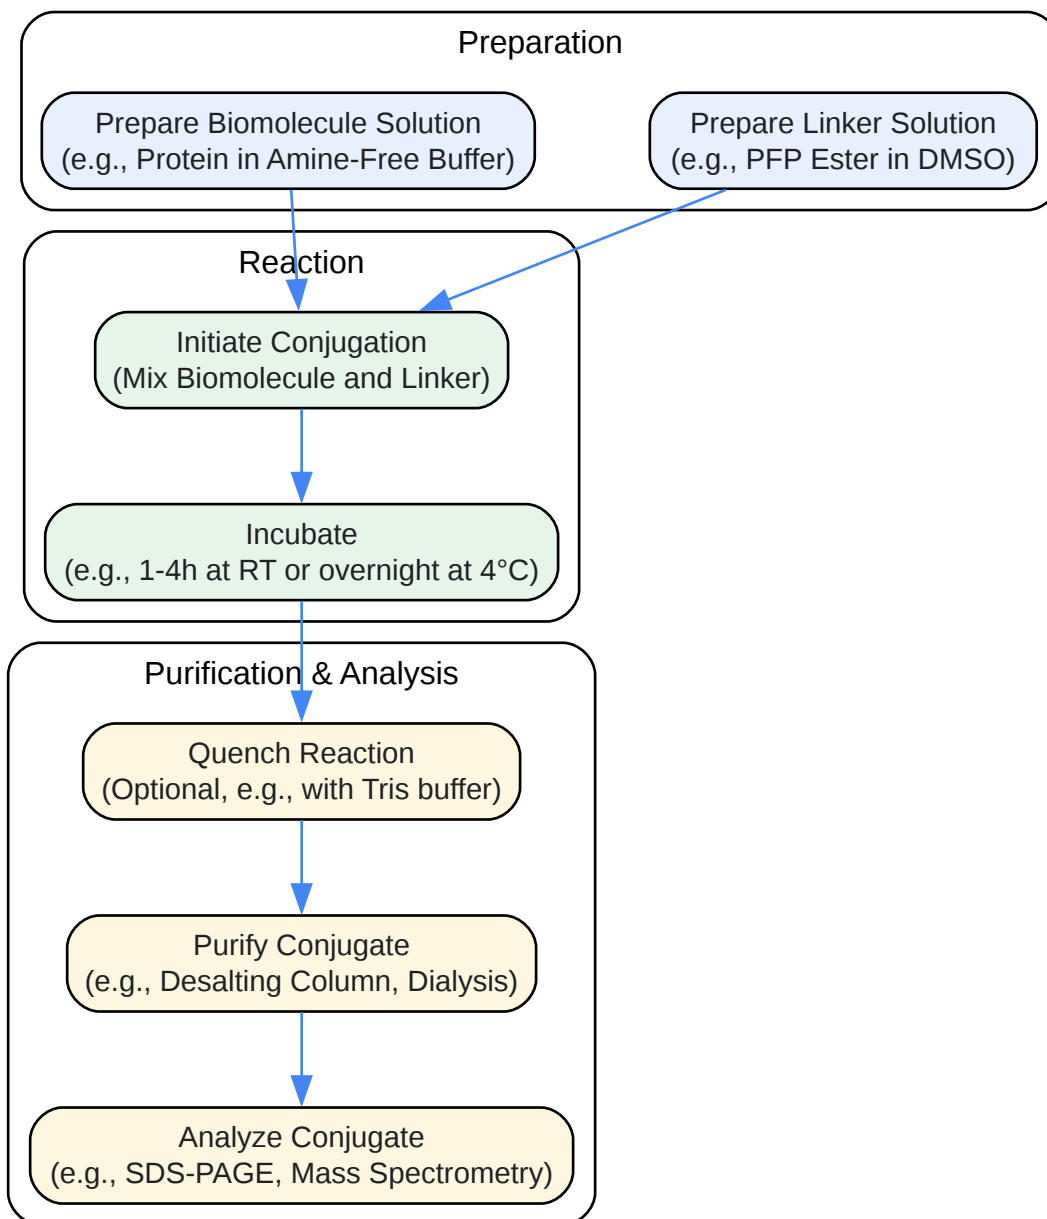 Preparation
Prepare Biomolecule Solution
(e.g., Protein in Amine-Free Buffer)
Prepare Linker Solution
(e.g., PFP Ester in DMSO)
Reaction
Initiate Conjugation
(Mix Biomolecule and Linker)
Incubate
(e.g., 1-4h at RT or overnight at 4°C)
Purification & Analysis
Quench Reaction
(Optional, e.g., with Tris buffer)
Purify Conjugate
(e.g., Desalting Column, Dialysis)
Analyze Conjugate
(e.g., SDS-PAGE, Mass Spectrometry)